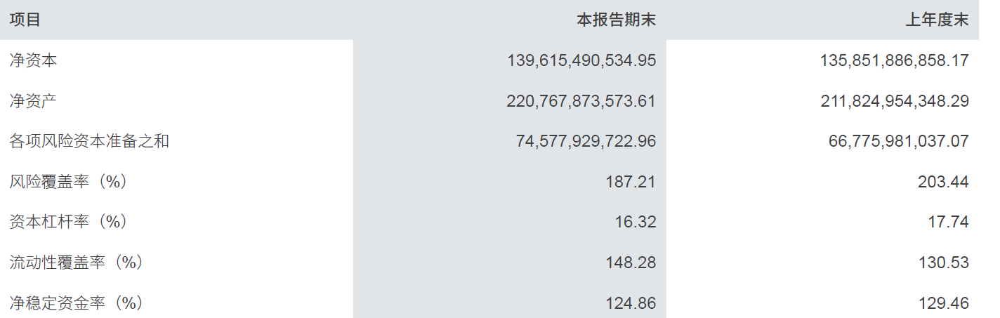 项目 本报告期末 上年度末
净资本 139,615,490,534.95 135,851,886,858.17
净资产 220,767,873,573.61 211,824,954,348.29
各项风险资本准备之和 74,577,929,722.96 66,775,981,037.07
风险覆盖率（%） 187.21 203.44
资本杠杆率（%） 16.32 17.74
流动性覆盖率（%） 148.28 130.53
净稳定资金率（%） 124.86 129.46